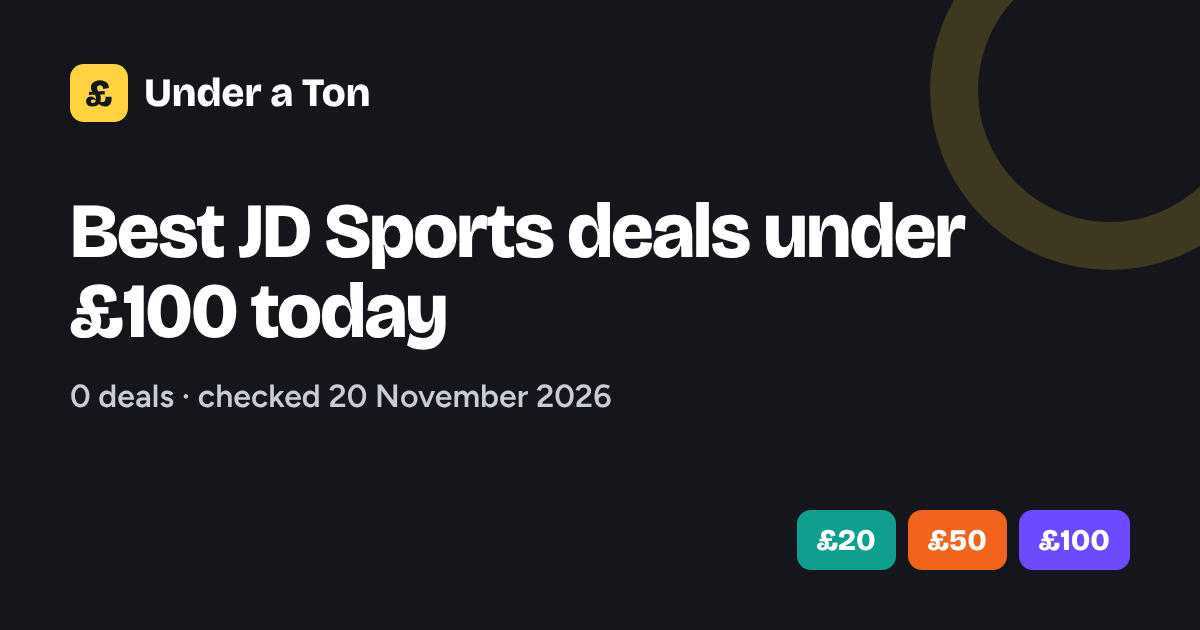 £
Under a Ton
Best JD Sports deals under
£100 today
0 deals · checked 20 November 2026
£20
£50
£100